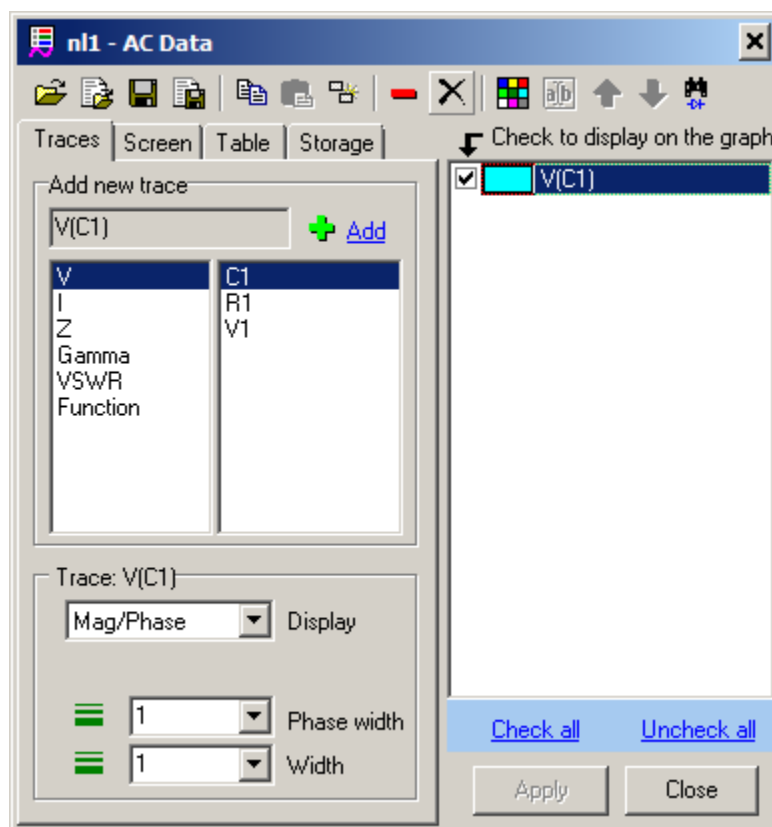 nl1 - AC Data
Traces Screen Table Storage
Check to display on the graph
Add new trace
V(C1)
Add
V
I
Z
Gamma
VSWR
Function
C1
R1
V1
V(C1)
Trace: V(C1)
Mag/Phase Display
1 Phase width
1 Width
Check all Uncheck all
Apply Close